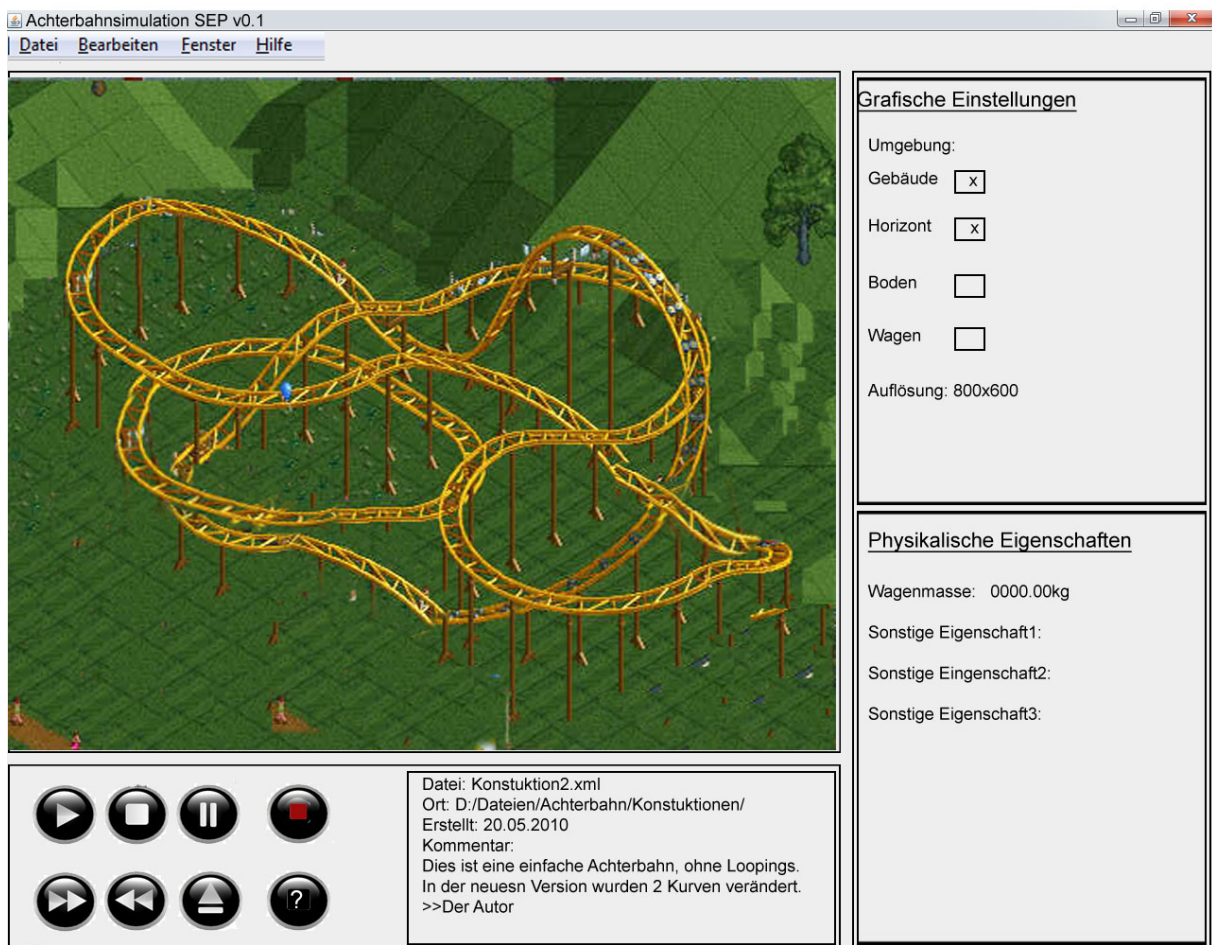 Achterbahnsimulation SEP v0.1
Datei Bearbeiten Fenster Hilfe
Grafische Einstellungen
Umgebung:
Gebäude x
Horizont x
Boden
Wagen
Auflösung: 800x600
Physikalische Eigenschaften
Wagenmasse: 0000.00kg
Sonstige Eigenschaft1:
Sonstige Eingenschaft2:
Sonstige Eigenschaft3:
?
Datei: Konstuktion2.xml
Ort: D:/Dateien/Achterbahn/Konstuktionen/
Erstellt: 20.05.2010
Kommentar:
Dies ist eine einfache Achterbahn, ohne Loopings.
In der neuesn Version wurden 2 Kurven verändert.
>>Der Autor